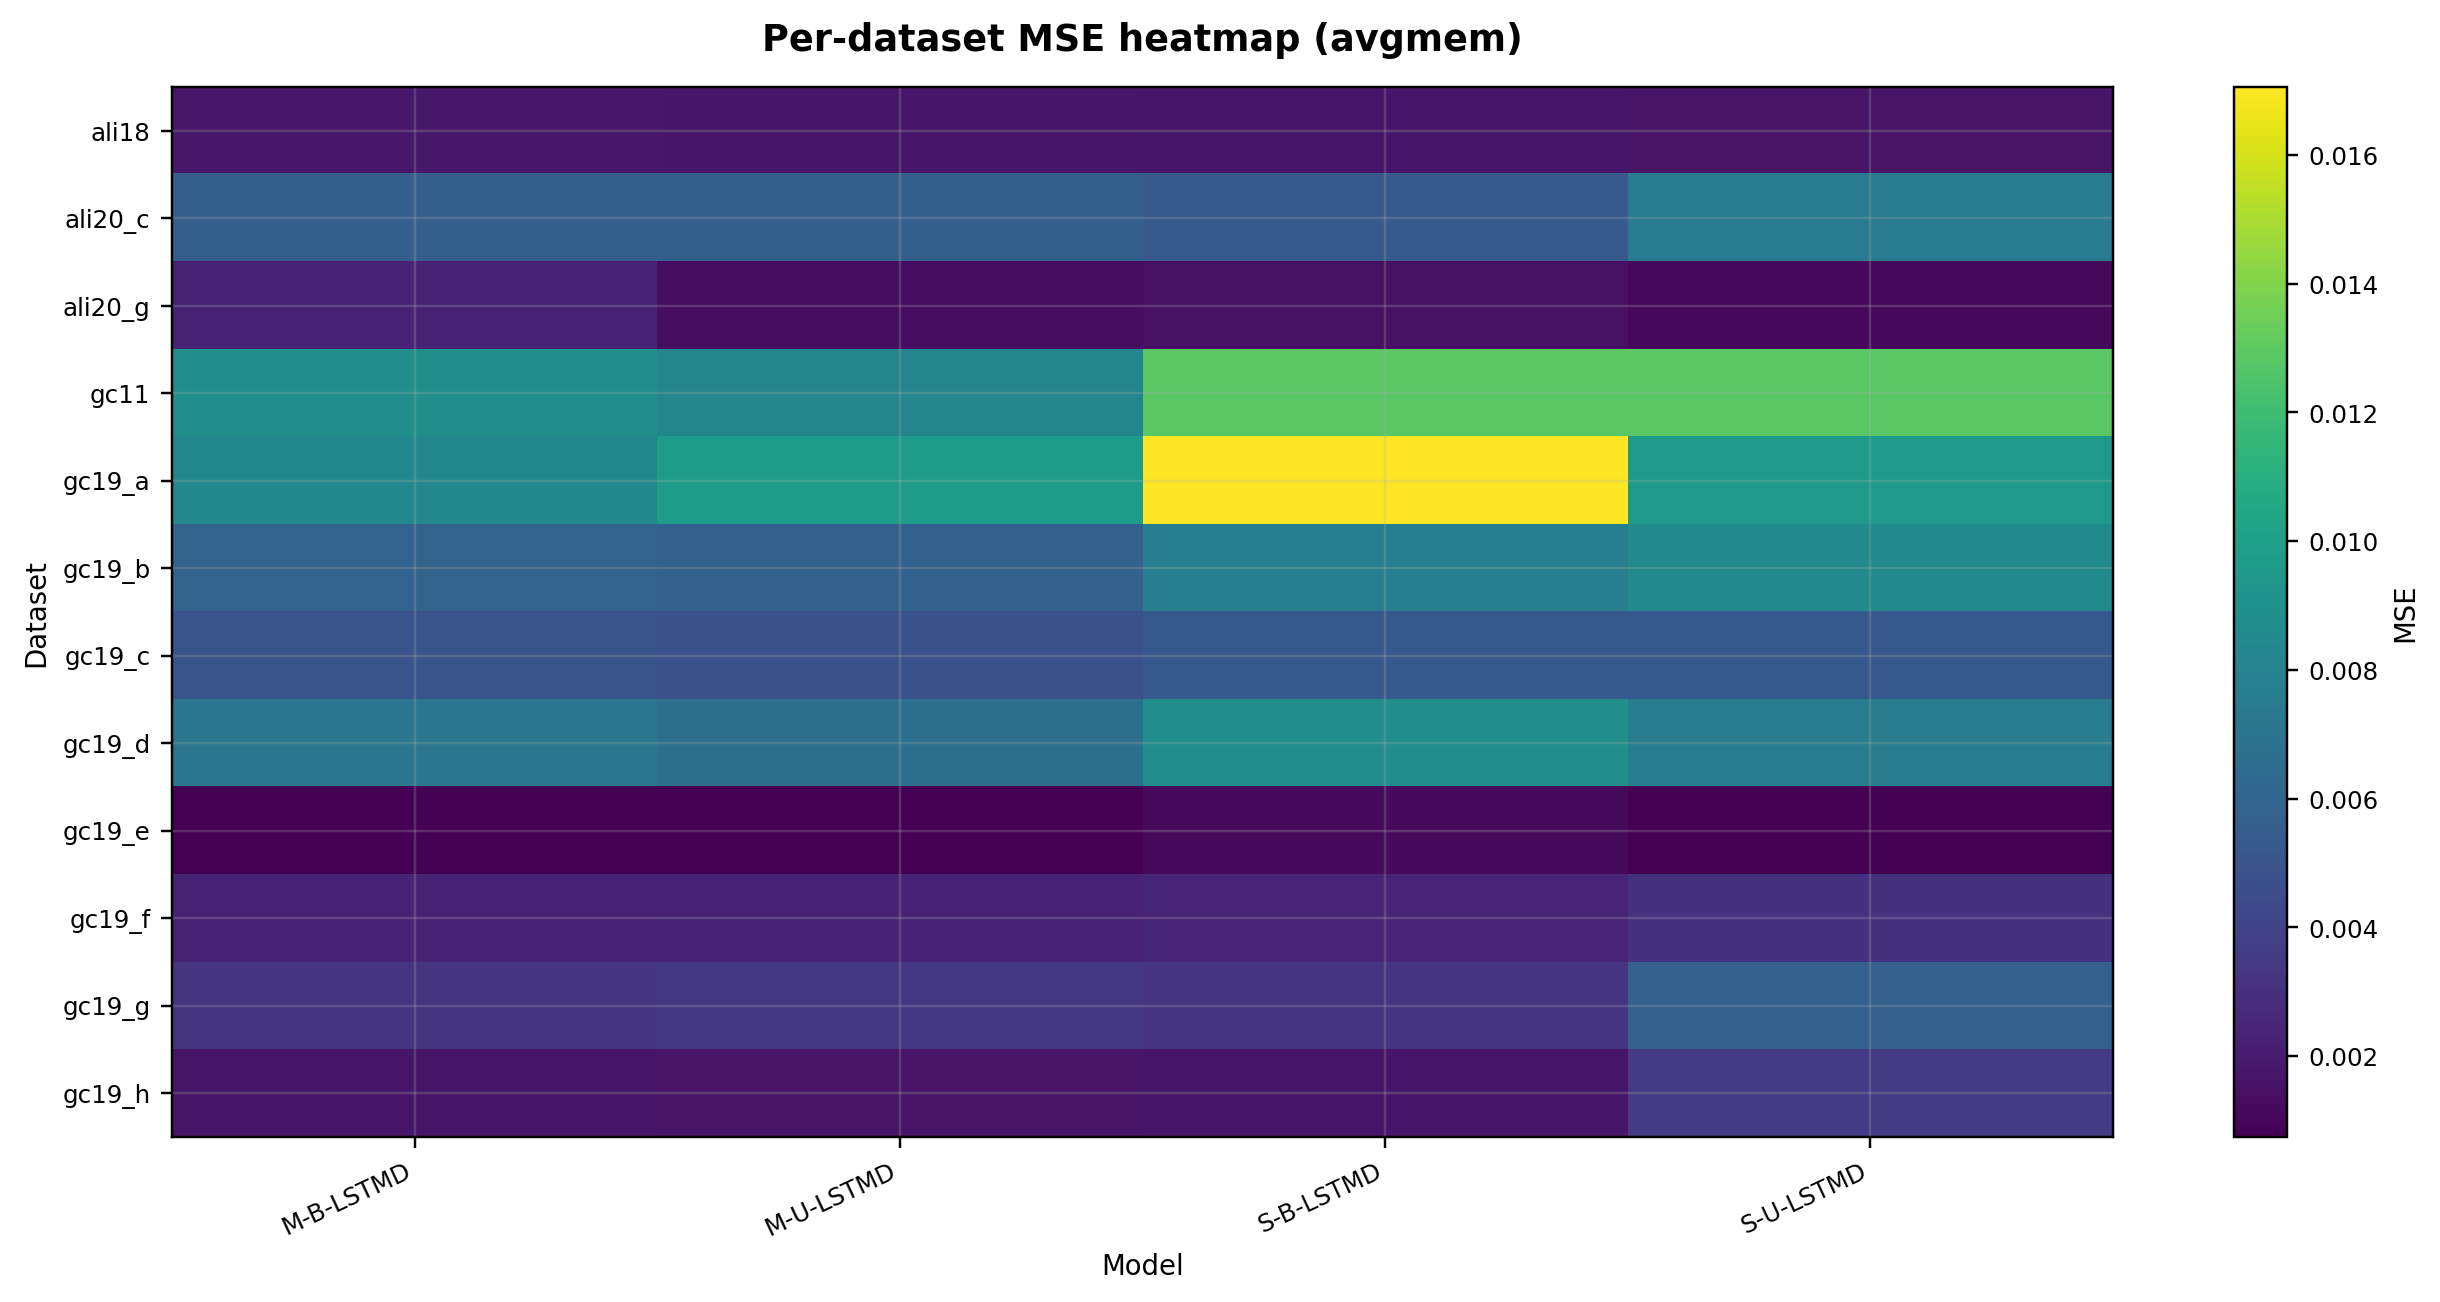 Per-dataset MSE heatmap (avgmem)
Dataset
ali18
ali20_c
ali20_g
gc11
gc19_a
gc19_b
gc19_c
gc19_d
gc19_e
gc19_f
gc19_g
gc19_h
M-B-LSTMD
M-U-LSTMD
S-B-LSTMD
S-U-LSTMD
Model
0.016
0.014
0.012
0.010
0.008
0.006
0.004
0.002
MSE